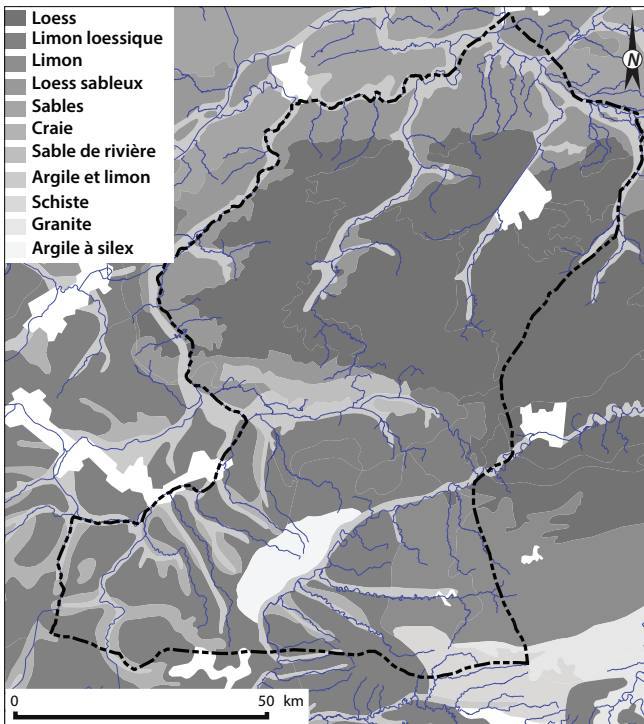 Loess
Limon loessique
Limon
Loess sableux
Sables
Craie
Sable de rivière
Argile et limon
Schiste
Granite
Argile à silex
N
0 50 km